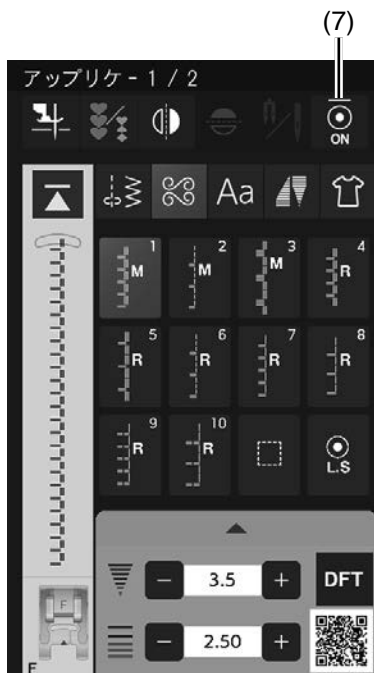 (7)
アップリケ - 1 / 2
ON
Aa
1 M
2 M
3 M
4 R
5 R
6 R
7 R
8 R
9 R
10 R
L.S
3.5
DFT
2.50
F
F